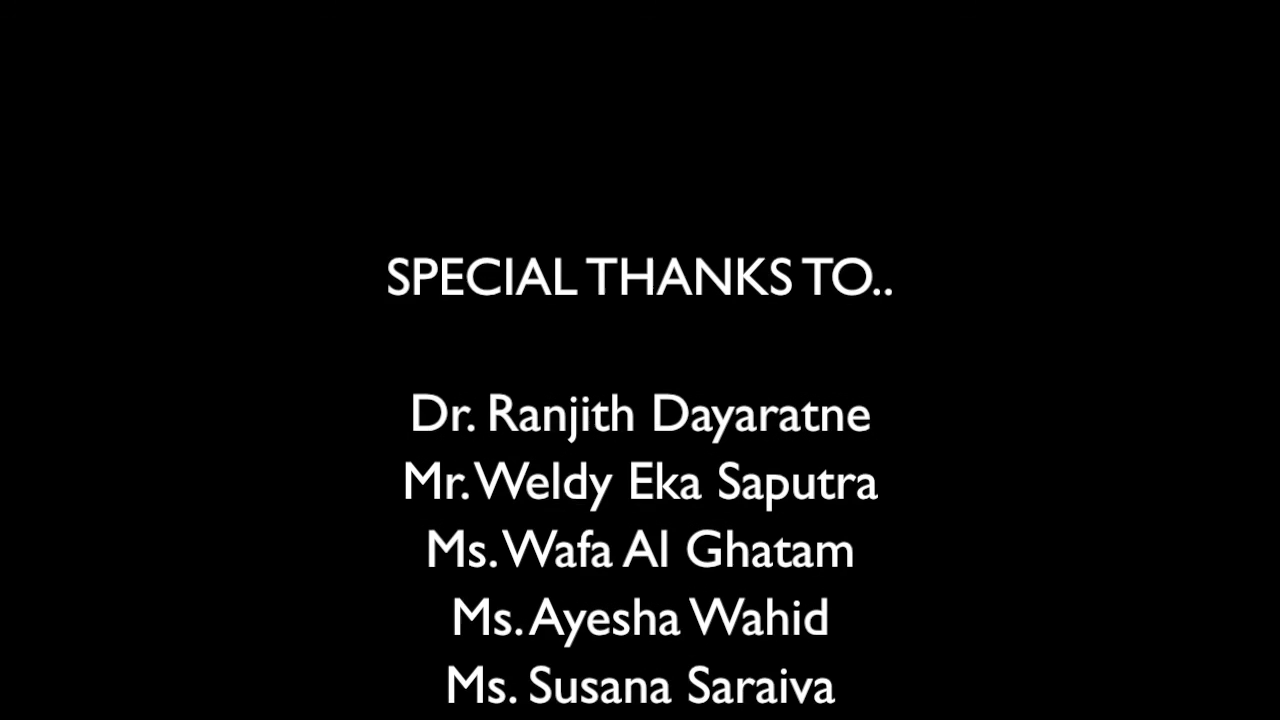 SPECIAL THANKS TO..
Dr. Ranjith Dayaratne
Mr. Weldy Eka Saputra
Ms. Wafa Al Ghatam
Ms. Ayesha Wahid
Ms. Susana Saraiva